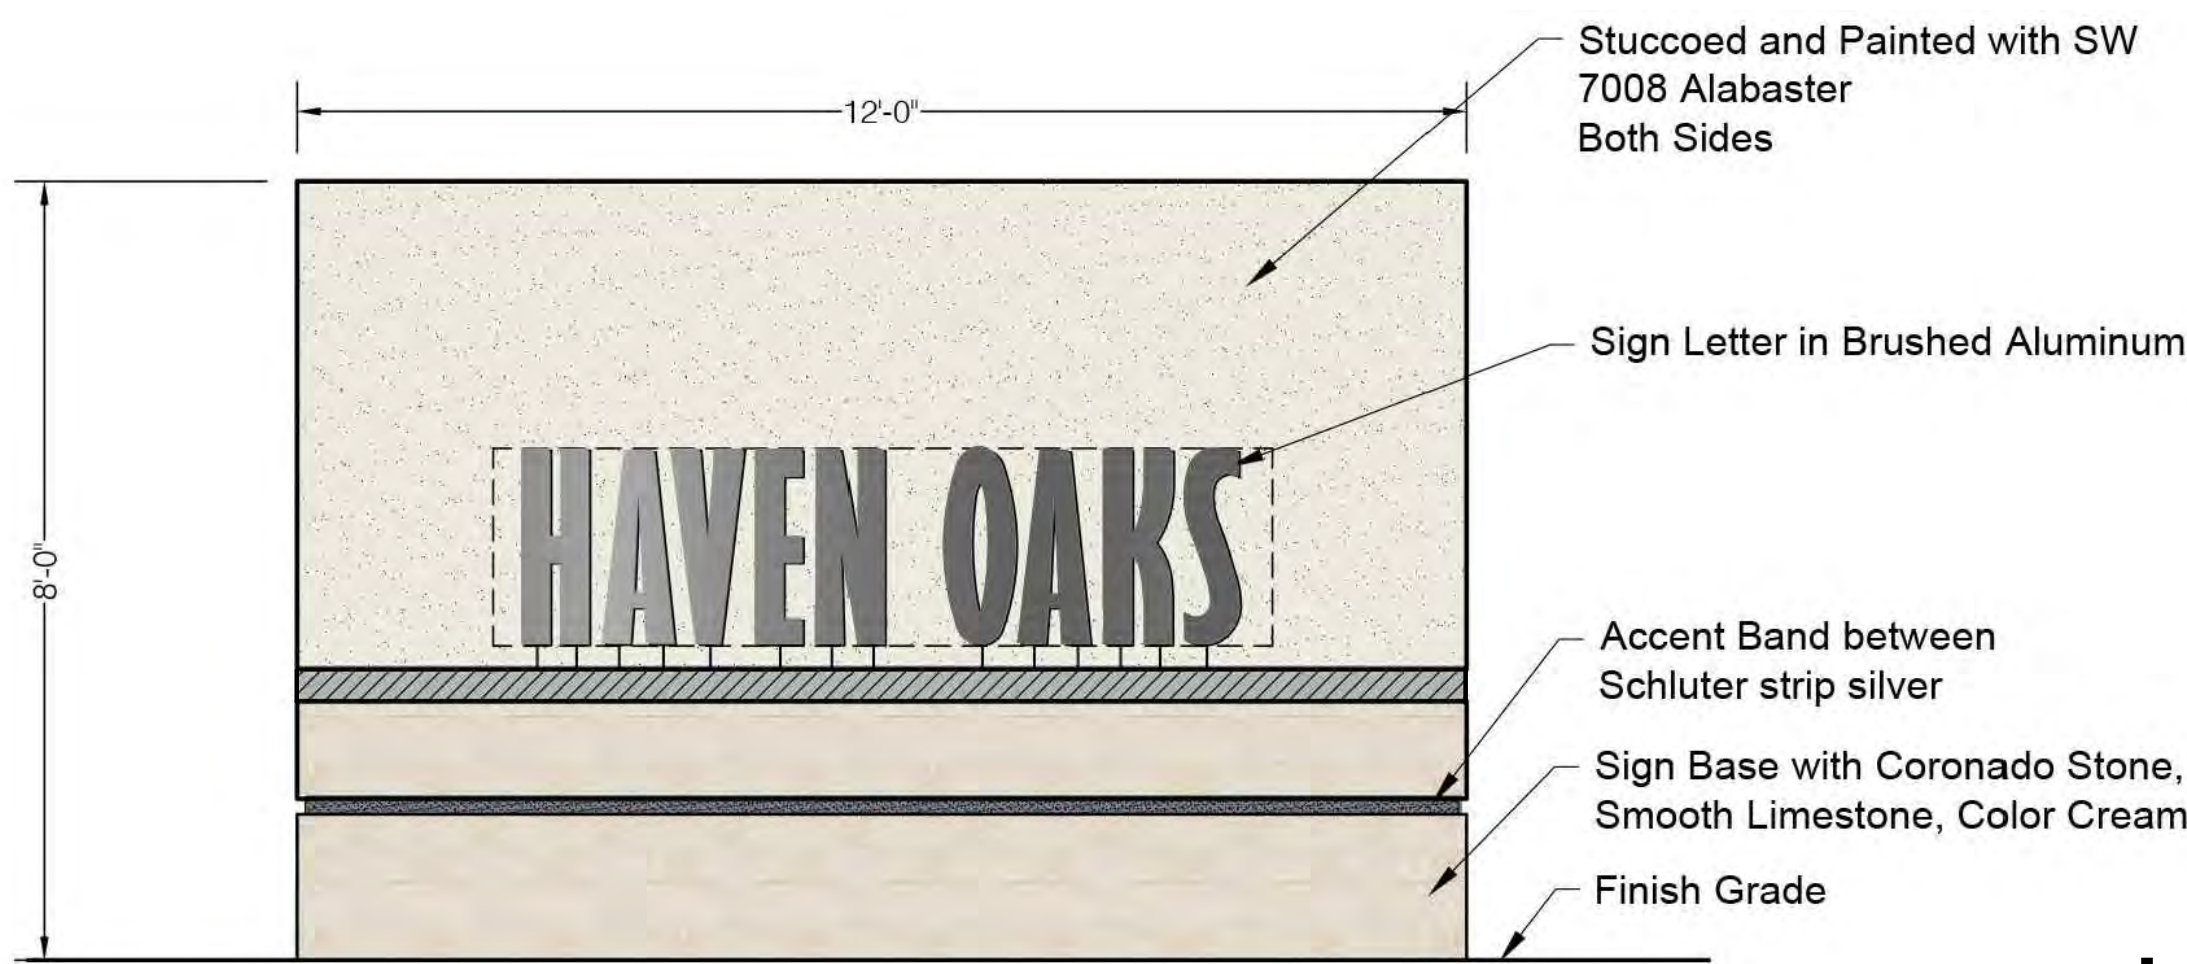 Stuccoed and Painted with SW
7008 Alabaster
Both Sides
12'-0"
Sign Letter in Brushed Aluminum
HAVEN OAKS
8'-0"
Accent Band between
Schluter strip silver
Sign Base with Coronado Stone,
Smooth Limestone, Color Cream
Finish Grade